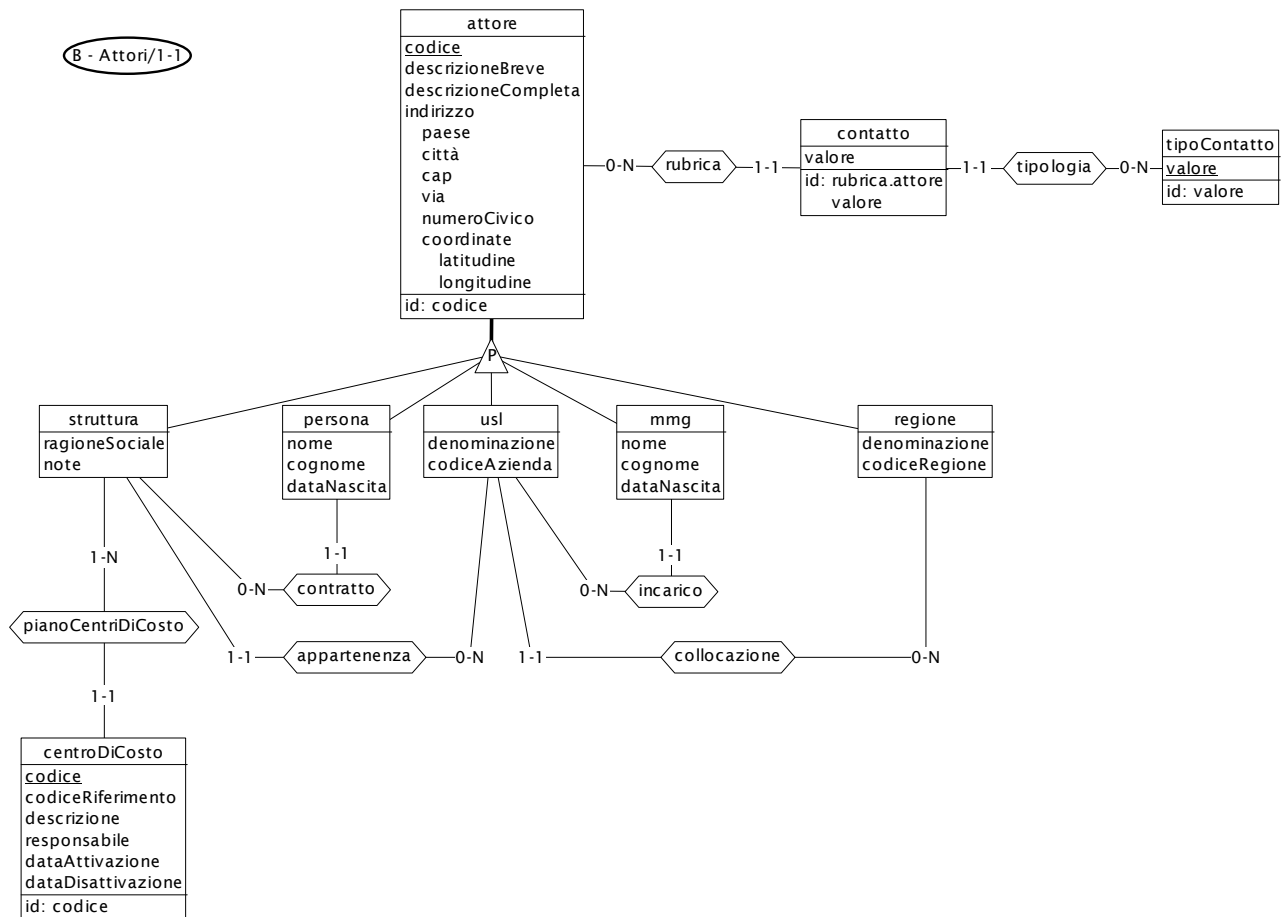 B - Attori/1-1
attore
codice
descrizioneBreve
descrizioneCompleta
indirizzo
paese
città
cap
via
numeroCivico
coordinate
latitudine
longitudine
id: codice
0-N
rubrica
1-1
contatto
valore
id: rubrica.attore
valore
1-1
tipologia
0-N
tipoContatto
valore
id: valore
P
struttura
ragioneSociale
note
persona
nome
cognome
dataNascita
usl
denominazione
codiceAzienda
mmg
nome
cognome
dataNascita
regione
denominazione
codiceRegione
1-N
1-1
1-1
0-N
contratto
0-N
incarico
pianoCentriDiCosto
1-1
appartenenza
0-N
1-1
collocazione
0-N
1-1
centroDiCosto
codice
codiceRiferimento
descrizione
responsabile
dataAttivazione
dataDisattivazione
id: codice